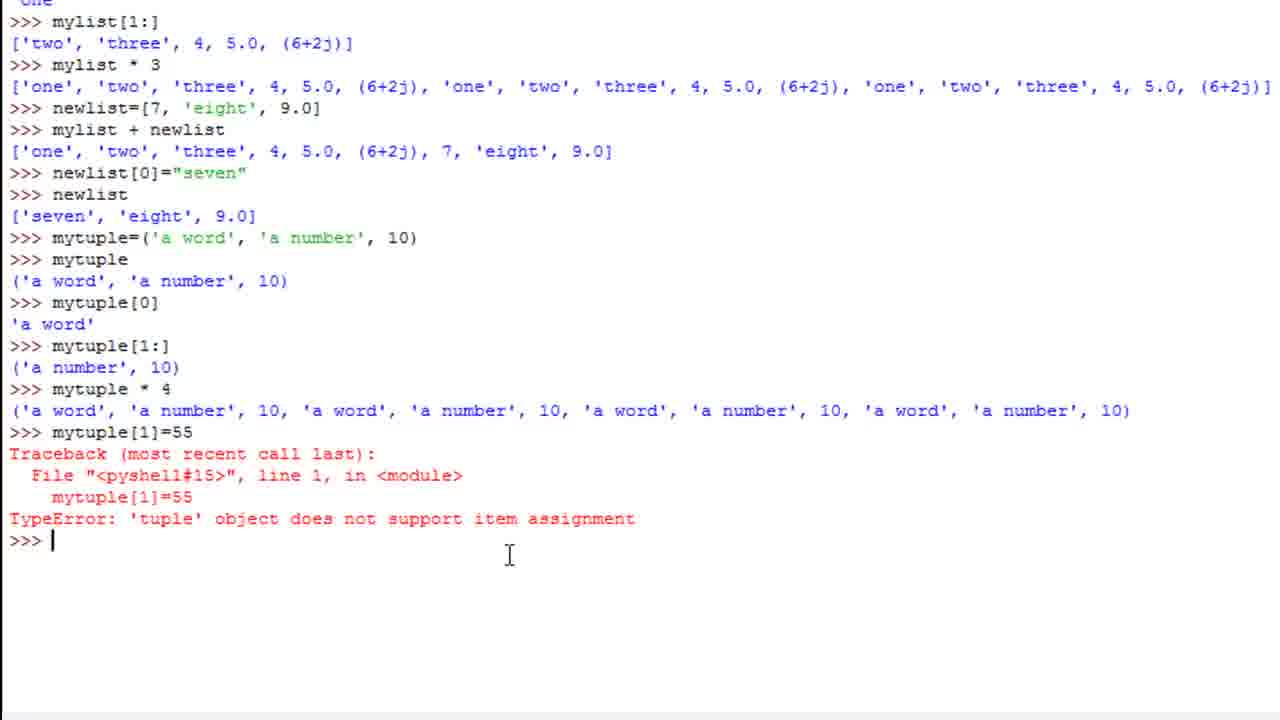 'one'
>>> mylist[1:]
['two', 'three', 4, 5.0, (6+2j)]
>>> mylist * 3
['one', 'two', 'three', 4, 5.0, (6+2j), 'one', 'two', 'three', 4, 5.0, (6+2j), 'one', 'two', 'three', 4, 5.0, (6+2j)]
>>> newlist=[7, 'eight', 9.0]
>>> mylist + newlist
['one', 'two', 'three', 4, 5.0, (6+2j), 7, 'eight', 9.0]
>>> newlist[0]="seven"
>>> newlist
['seven', 'eight', 9.0]
>>> mytuple=('a word', 'a number', 10)
>>> mytuple
('a word', 'a number', 10)
>>> mytuple[0]
'a word'
>>> mytuple[1:]
('a number', 10)
>>> mytuple * 4
('a word', 'a number', 10, 'a word', 'a number', 10, 'a word', 'a number', 10, 'a word', 'a number', 10)
>>> mytuple[1]=55
Traceback (most recent call last):
  File "<pyshell#15>", line 1, in <module>
    mytuple[1]=55
TypeError: 'tuple' object does not support item assignment
>>>